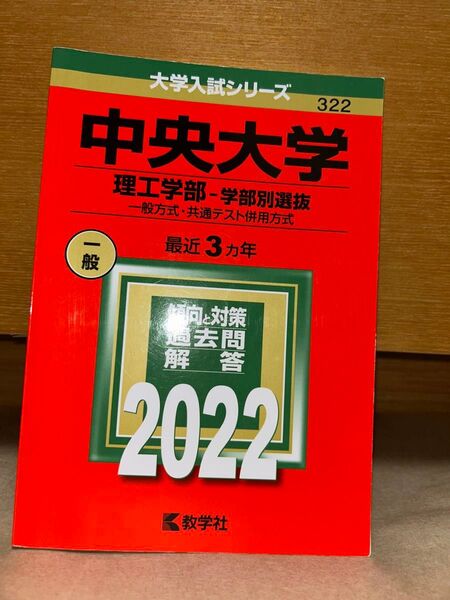 大学入試シリーズ
322
中央大学
理工学部-学部別選抜
一般方式・共通テスト併用方式
一般
最近3カ年
傾向と対策
過去問
解答
2022
教学社